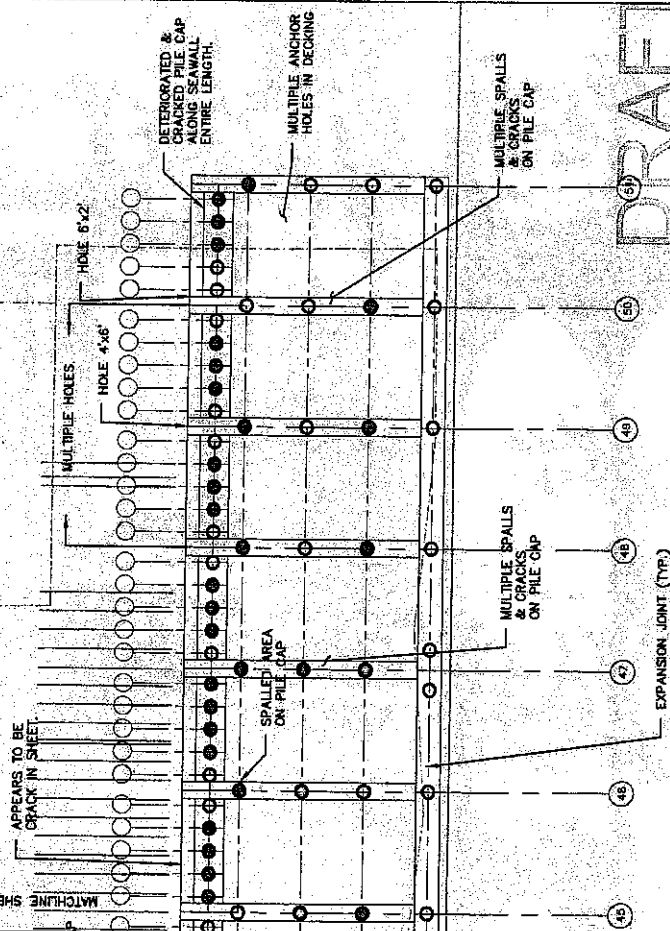 APPEARS TO BE
CRACK IN SHEET.
MATCHLINE SHE
MULTIPLE HOLES
HOLE 4'x6'
HOLE 6'x2'
DETERIORATED &
CRACKED PILE CAP
ALONG SEAWALL
ENTIRE LENGTH.
MULTIPLE ANCHOR
HOLES IN DECKING
SPALLED AREA
ON PILE CAP
MULTIPLE SPALLS
& CRACKS
ON PILE CAP
MULTIPLE SPALLS
& CRACKS
ON PILE CAP
45
46
47
48
49
50
51
EXPANSION JOINT (TYP.)
DRAFT